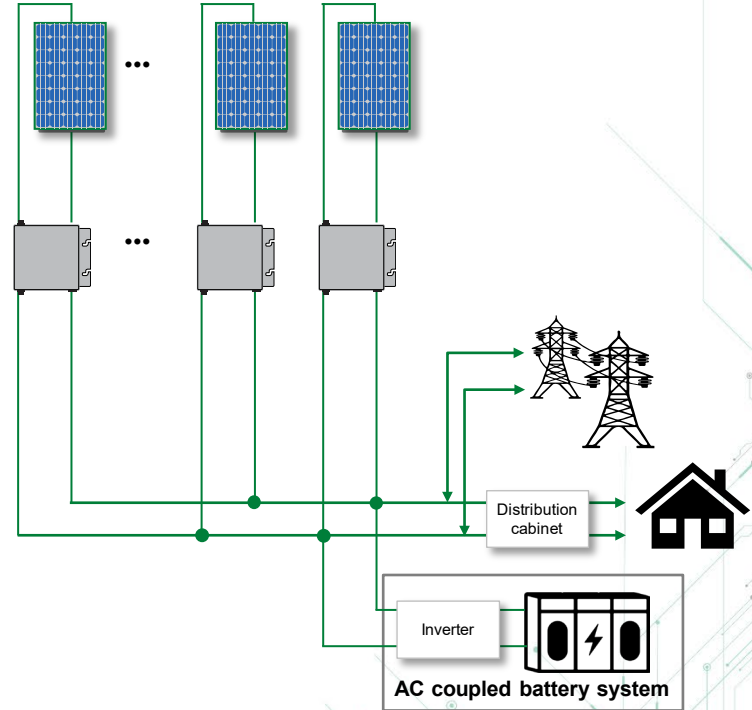 •••
•••
Distribution
cabinet
Inverter
AC coupled battery system